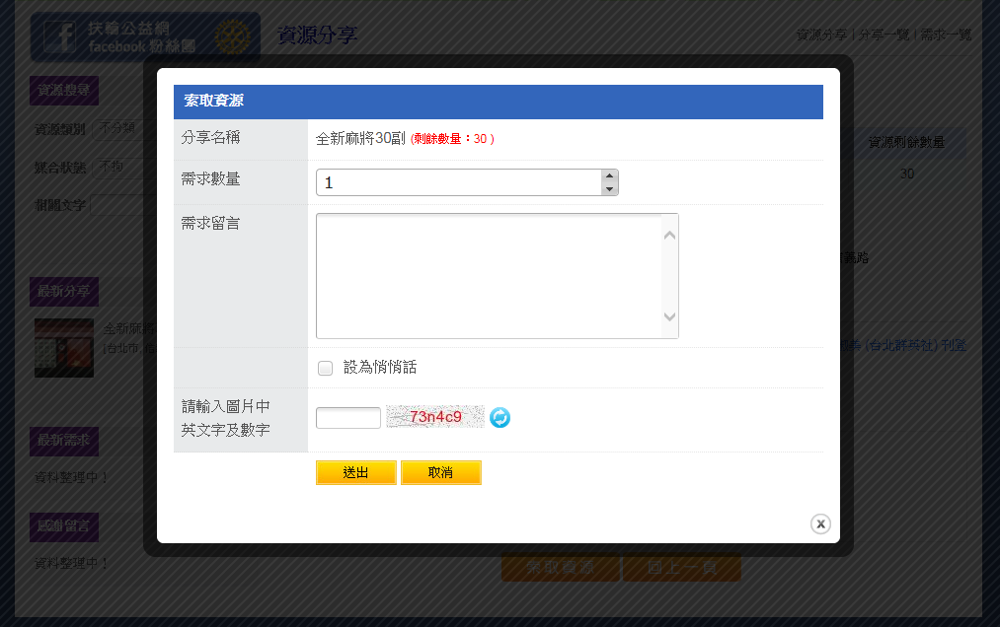 扶輪公益網
facebook 粉絲團
資源分享
資源分享 | 分享一覽 | 需求一覽
資源搜尋
資源類別 不分類
媒合狀態 不拘
相關文字
資源剩餘數量
30
義路
(台北群英社) 刊登
最新分享
全新麻將
[台北市,
最新需求
資料整理中！
感謝留言
資料整理中！
索取資源
分享名稱
全新麻將30副 (剩餘數量：30 )
需求數量
1
需求留言
設為悄悄話
請輸入圖片中
英文字及數字
73n4c9
送出
取消
x
索取資源
回上一頁